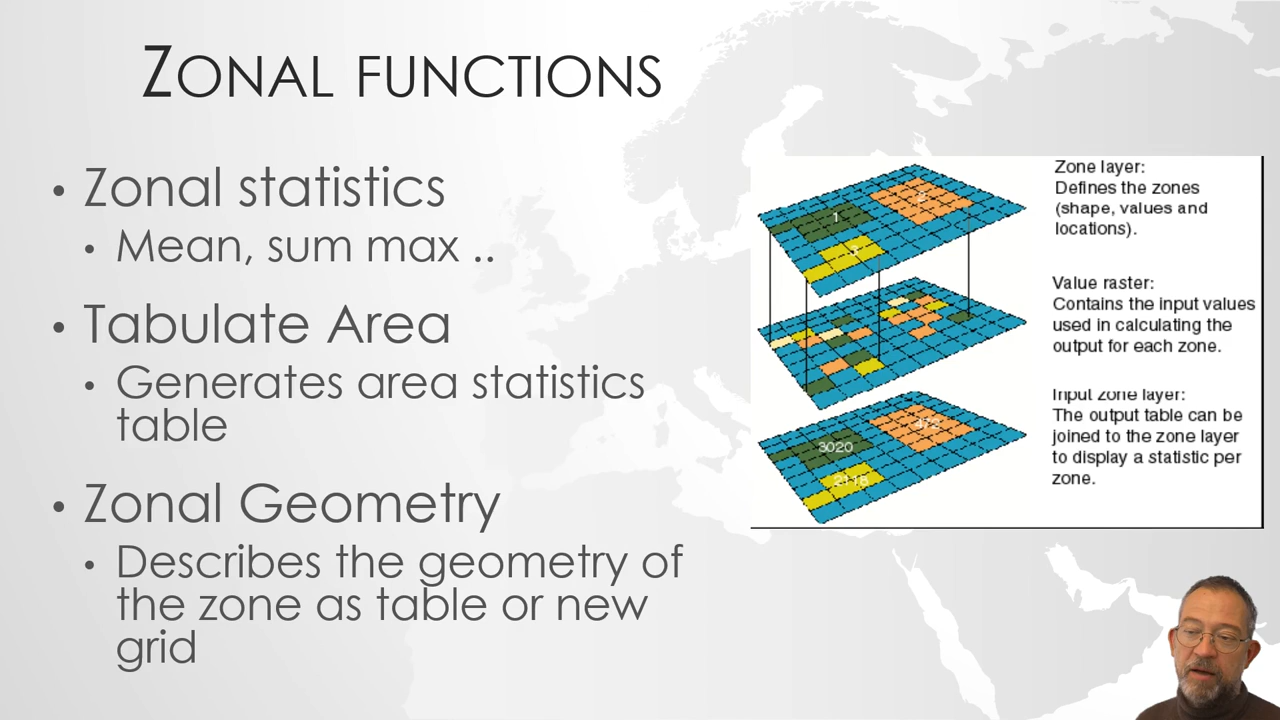 Zonal functions
• Zonal statistics
• Mean, sum max ..
• Tabulate Area
• Generates area statistics
table
• Zonal Geometry
• Describes the geometry of
the zone as table or new
grid
Zone layer:
Defines the zones
(shape, values and
locations).
1
Value raster:
Contains the input values
used in calculating the
output for each zone.
Input zone layer:
The output table can be
joined to the zone layer
to display a statistic per
zone.
3020